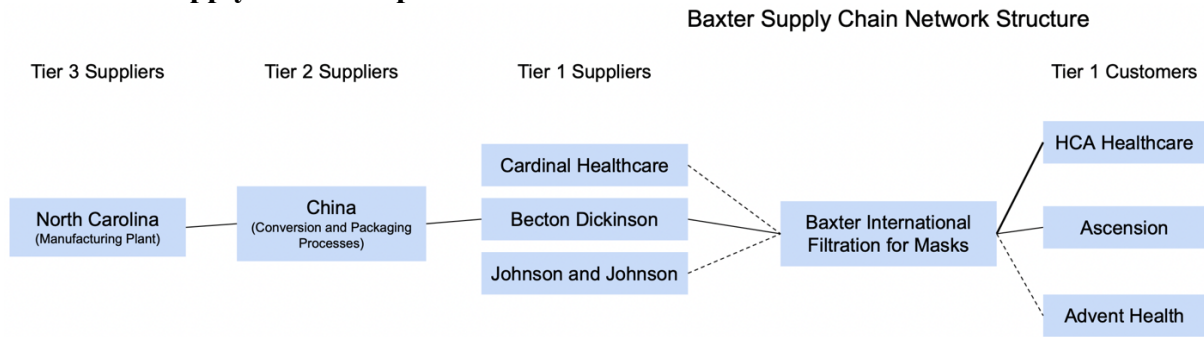 Baxter Supply Chain Network Structure
Tier 3 Suppliers
Tier 2 Suppliers
Tier 1 Suppliers
Tier 1 Customers
North Carolina
(Manufacturing Plant)
China
(Conversion and Packaging
Processes)
Cardinal Healthcare
Becton Dickinson
Johnson and Johnson
Baxter International
Filtration for Masks
HCA Healthcare
Ascension
Advent Health